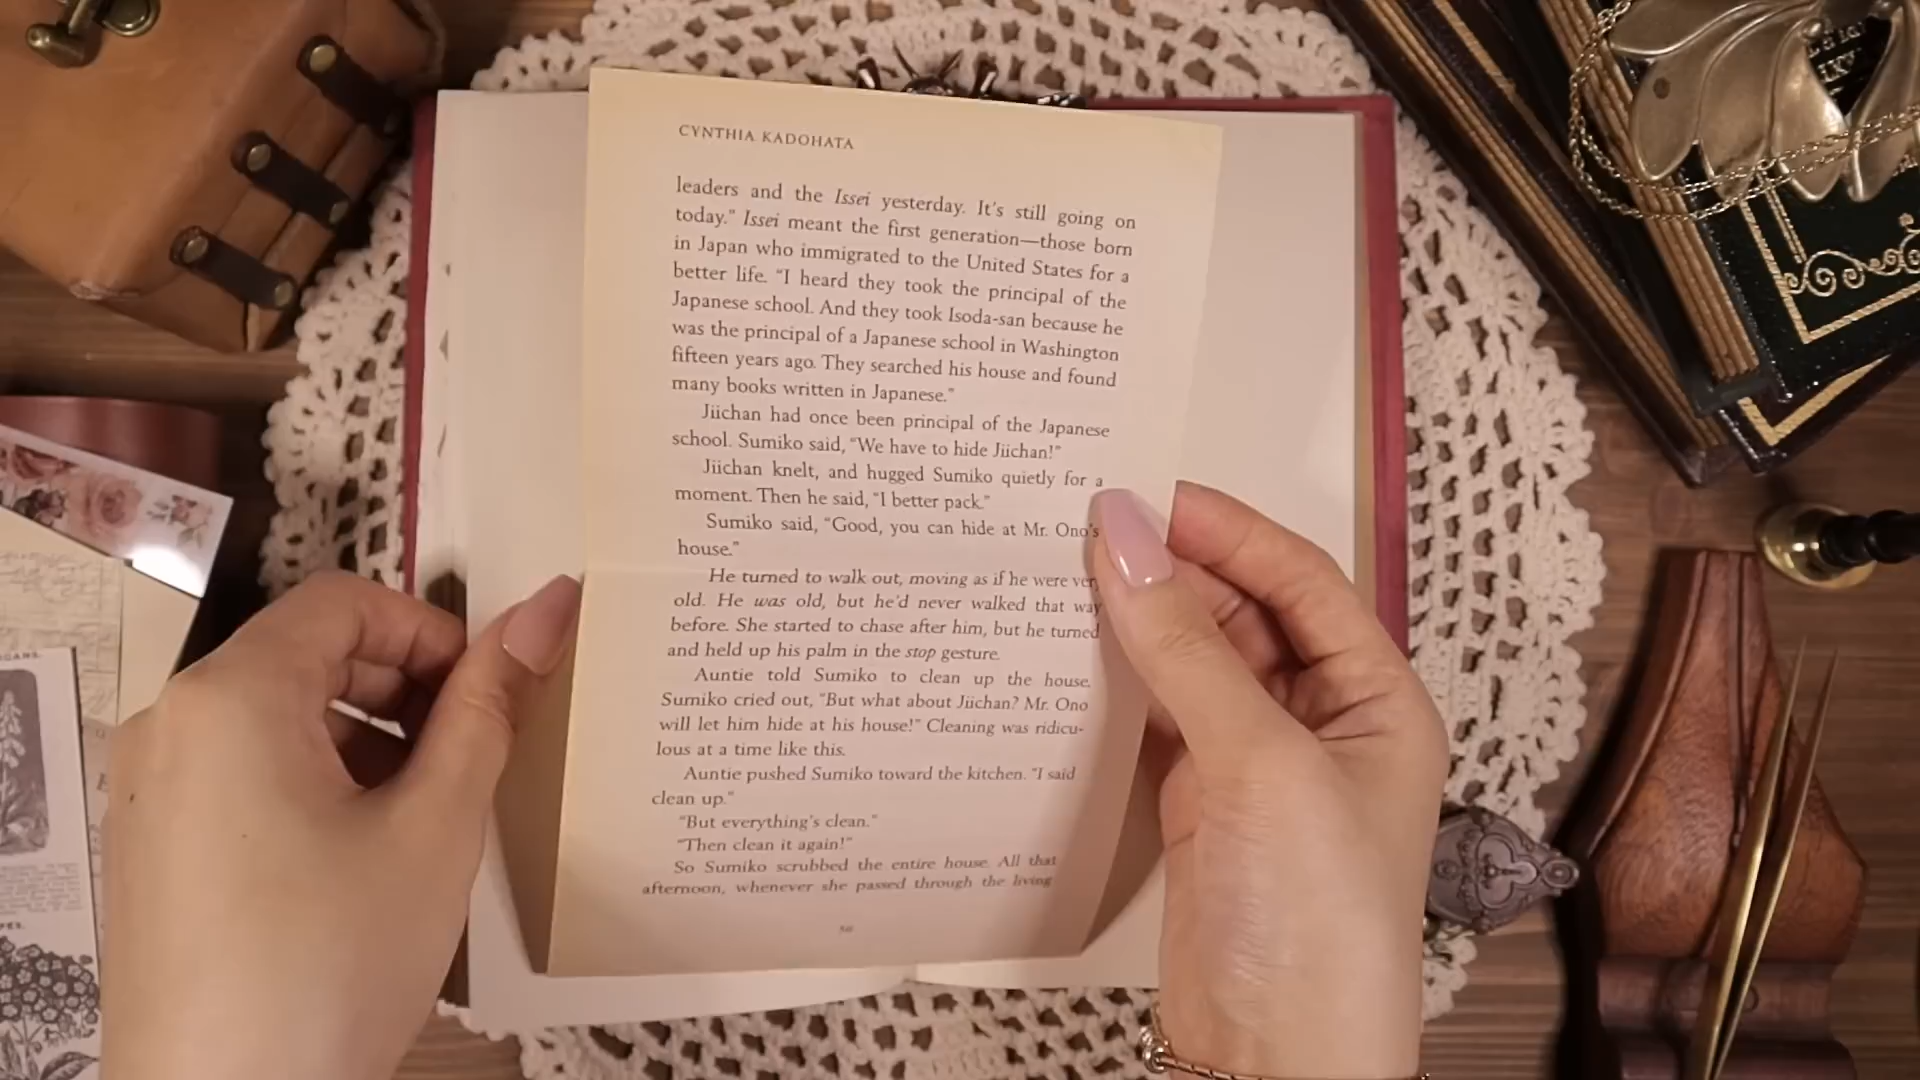 CYNTHIA KADOHATA
leaders and the Issei yesterday. It's still going on
today." Issei meant the first generation—those born
in Japan who immigrated to the United States for a
better life. "I heard they took the principal of the
Japanese school. And they took Isoda-san because he
was the principal of a Japanese school in Washington
fifteen years ago. They searched his house and found
many books written in Japanese."
Jiichan had once been principal of the Japanese
school. Sumiko said, "We have to hide Jiichan!"
Jiichan knelt, and hugged Sumiko quietly for a
moment. Then he said, "I better pack."
Sumiko said, "Good, you can hide at Mr. Ono's
house."
He turned to walk out, moving as if he were very
old. He was old, but he'd never walked that way
before. She started to chase after him, but he turned
and held up his palm in the stop gesture.
Auntie told Sumiko to clean up the house.
Sumiko cried out, "But what about Jiichan? Mr. Ono
will let him hide at his house!" Cleaning was ridicu-
lous at a time like this.
Auntie pushed Sumiko toward the kitchen. "I said
clean up."
"But everything's clean."
"Then clean it again!"
So Sumiko scrubbed the entire house. All that
afternoon, whenever she passed through the living
50